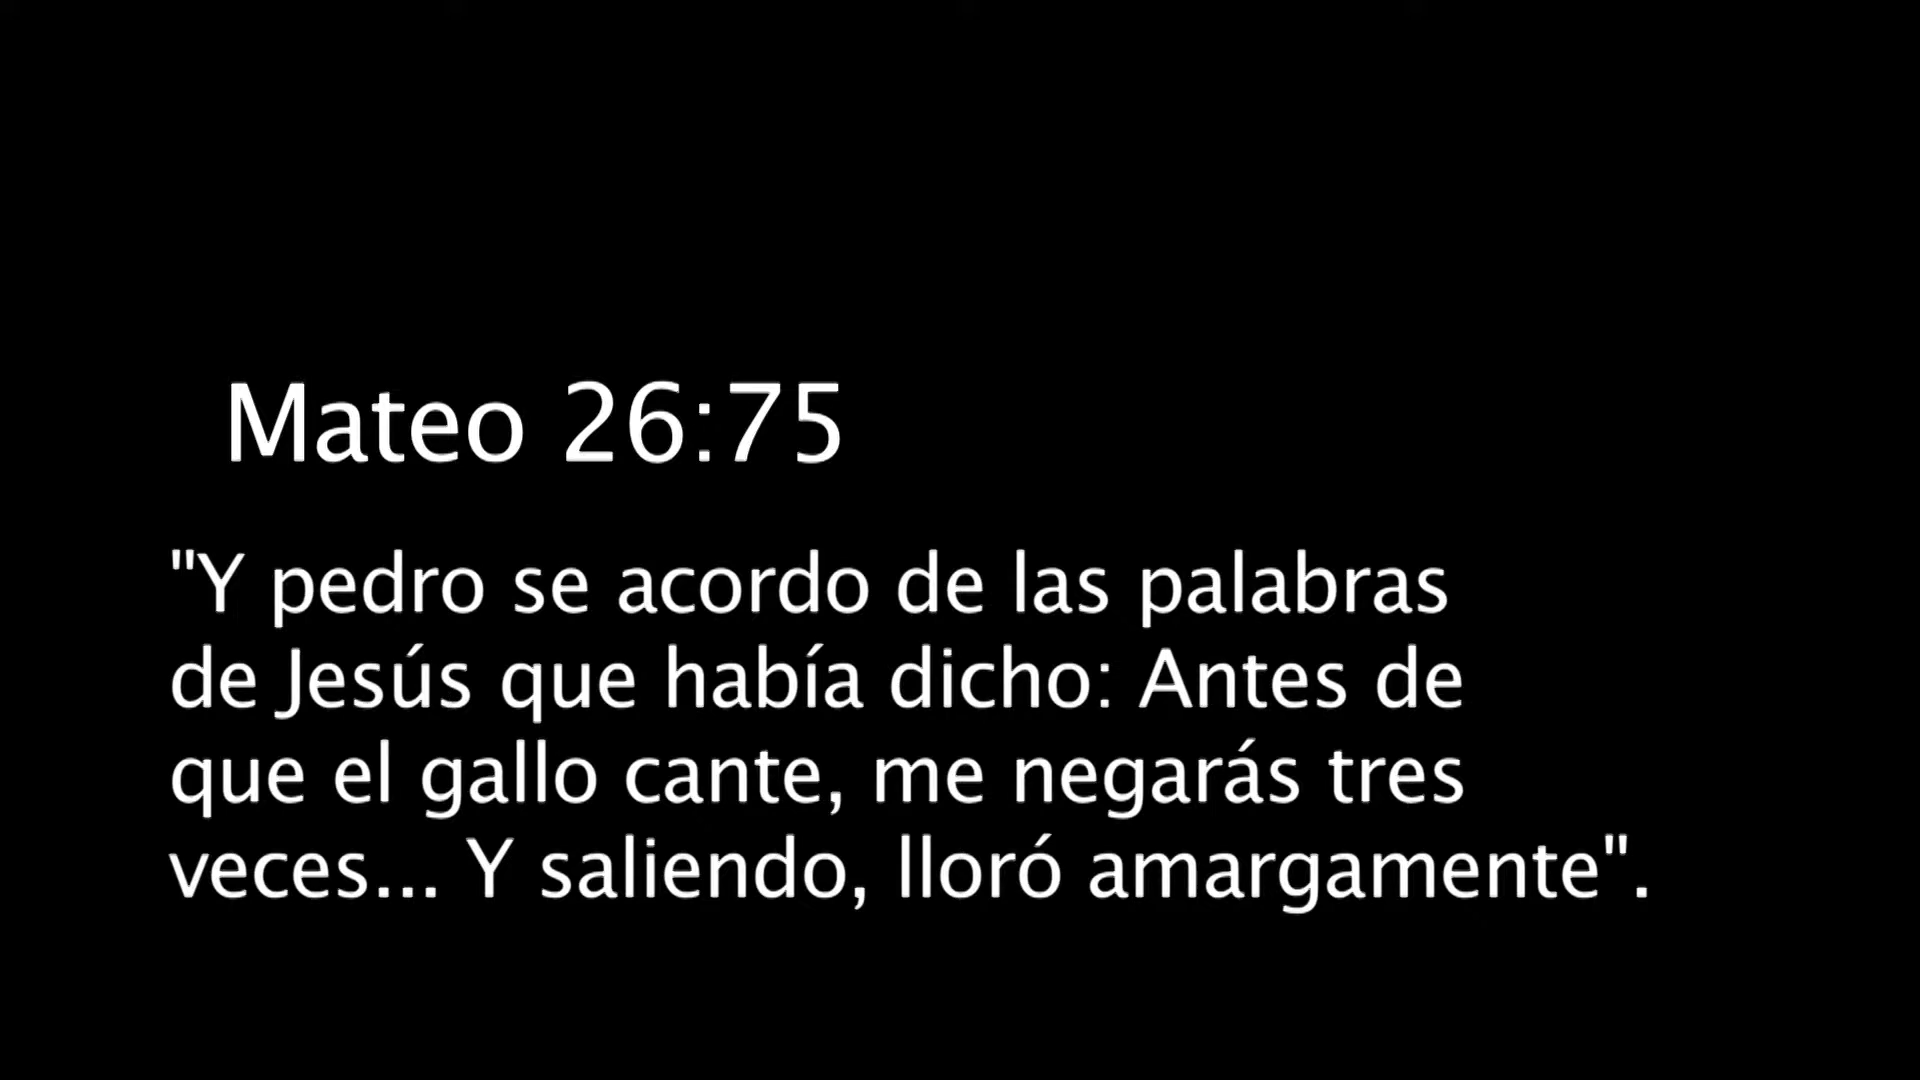 Mateo 26:75
"Y pedro se acordo de las palabras
de Jesús que había dicho: Antes de
que el gallo cante, me negarás tres
veces... Y saliendo, lloró amargamente".